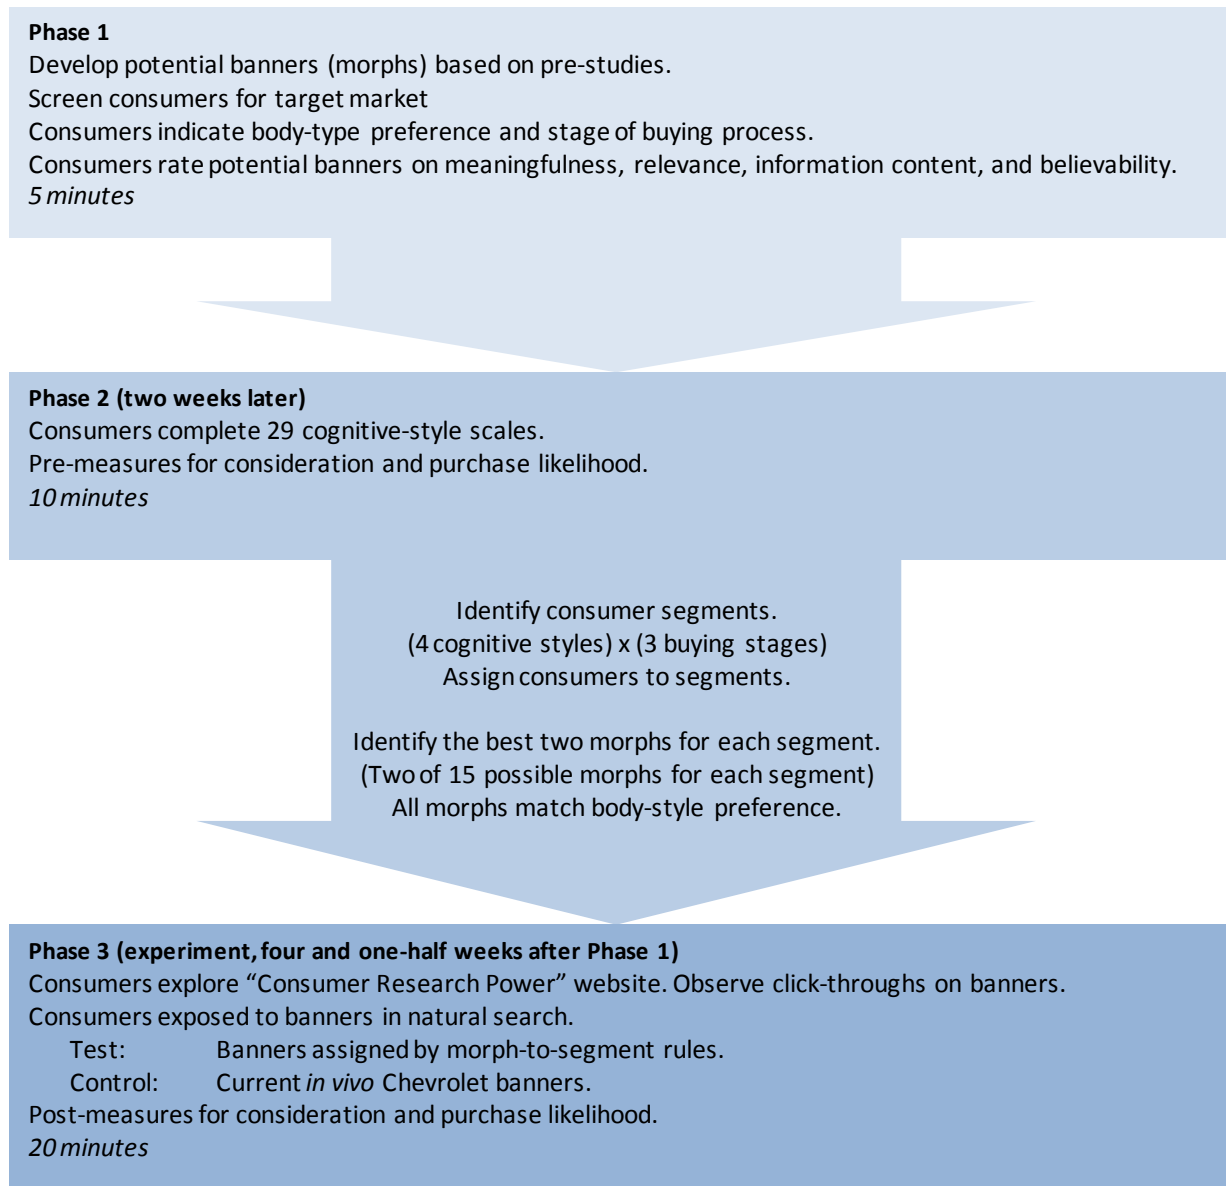 Phase 1
Develop potential banners (morphs) based on pre-studies.
Screen consumers for target market
Consumers indicate body-type preference and stage of buying process.
Consumers rate potential banners on meaningfulness, relevance, information content, and believability.
5 minutes
Phase 2 (two weeks later)
Consumers complete 29 cognitive-style scales.
Pre-measures for consideration and purchase likelihood.
10 minutes
Identify consumer segments.
(4 cognitive styles) x (3 buying stages)
Assign consumers to segments.
Identify the best two morphs for each segment.
(Two of 15 possible morphs for each segment)
All morphs match body-style preference.
Phase 3 (experiment, four and one-half weeks after Phase 1)
Consumers explore “Consumer Research Power” website. Observe click-throughs on banners.
Consumers exposed to banners in natural search.
Test: Banners assigned by morph-to-segment rules.
Control: Current in vivo Chevrolet banners.
Post-measures for consideration and purchase likelihood.
20 minutes